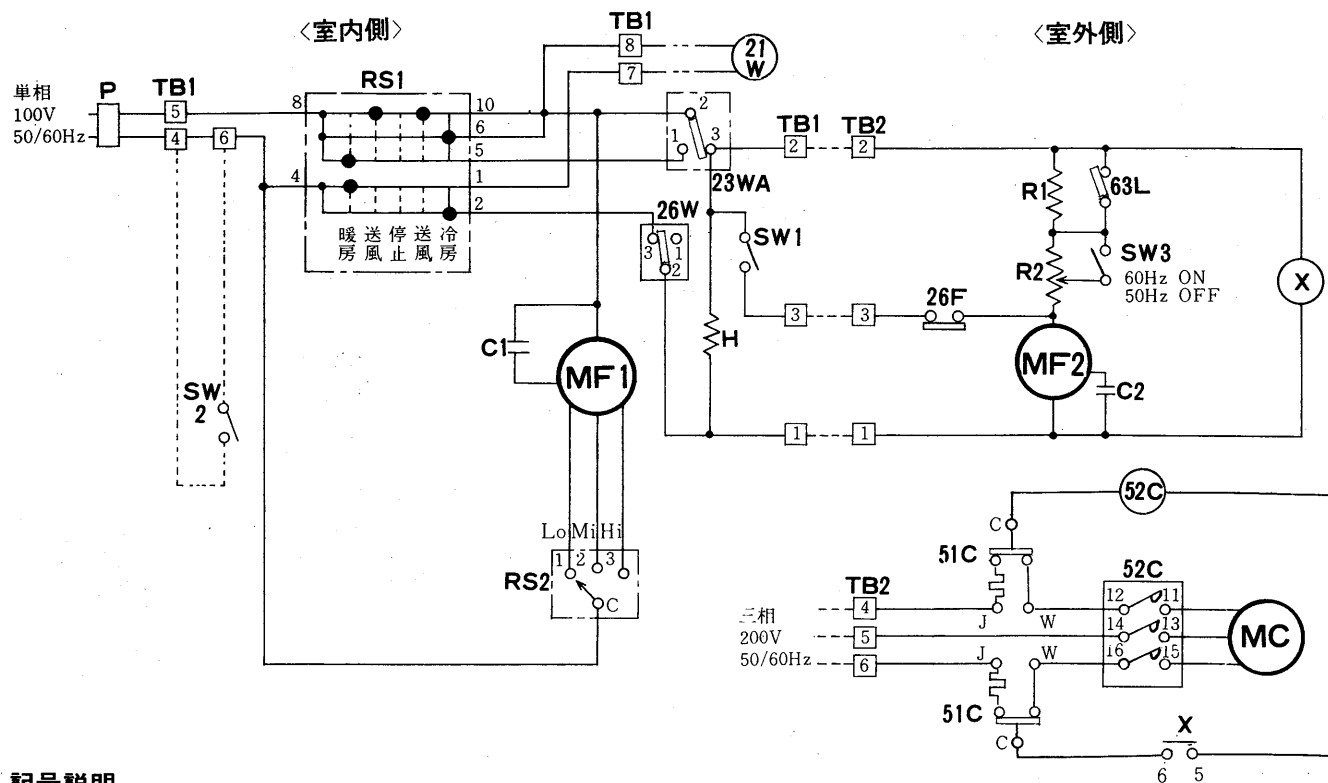 〈室内側〉
〈室外側〉
TB1
8
7
21
W
単相
100V
50/60Hz
P
TB1
5
4
6
RS1
8
10
6
5
4
1
2
暖房
送風
停止
送風
冷房
2
1
3
23WA
TB1
TB2
2
2
26W
3
1
2
SW1
H
R1
63L
R2
SW3
60Hz ON
50Hz OFF
X
3
3
26F
C1
MF1
MF2
C2
1
1
SW
2
Lo Mi Hi
1 2 3
RS2
C
52C
C
51C
52C
三相
200V
50/60Hz
TB2
4
5
6
J
W
12
11
14
13
16
15
MC
J
W
51C
C
X
6
5
記号説明